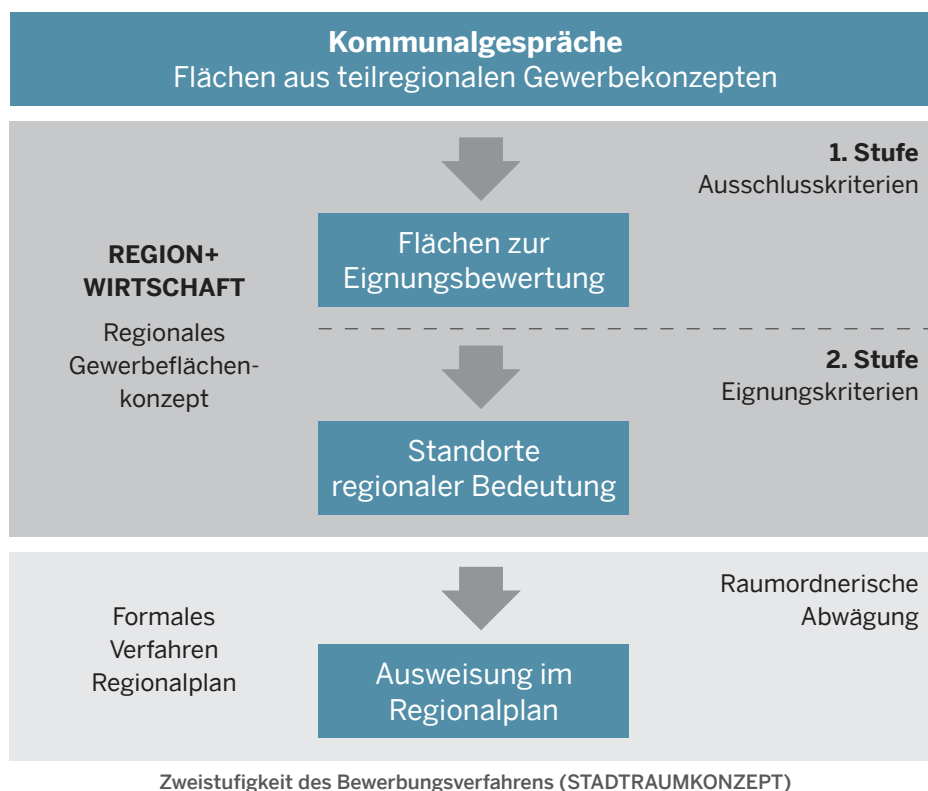 Kommunalgespräche
Flächen aus teilregionalen Gewerbekonzepten
1. Stufe
Ausschlusskriterien
Flächen zur
Eignungsbewertung
REGION+
WIRTSCHAFT
Regionales
Gewerbeflächen-
konzept
2. Stufe
Eignungskriterien
Standorte
regionaler Bedeutung
Raumordnerische
Abwägung
Formales
Verfahren
Regionalplan
Ausweisung im
Regionalplan
Zweistufigkeit des Bewerbungsverfahrens (STADTRAUMKONZEPT)